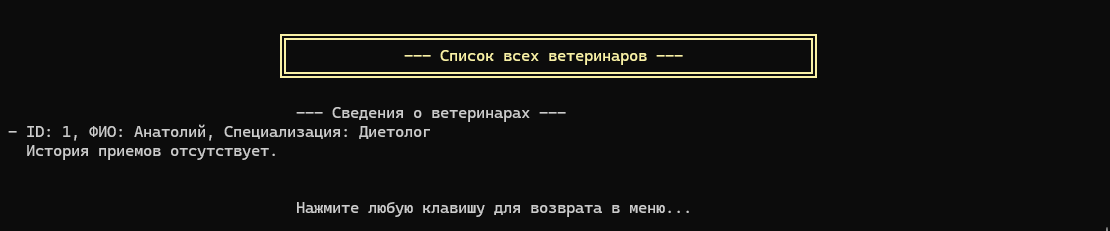 --- Список всех ветеринаров ---
--- Сведения о ветеринарах ---
- ID: 1, ФИО: Анатолий, Специализация: Диетолог
История приемов отсутствует.
Нажмите любую клавишу для возврата в меню...